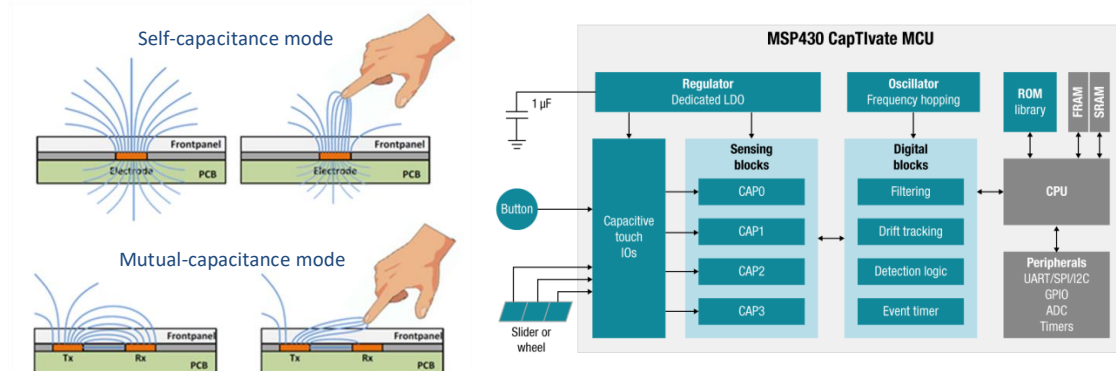 Self-capacitance mode
Frontpanel
Electrode
PCB
Frontpanel
Electrode
PCB
Mutual-capacitance mode
Frontpanel
Tx
Rx
PCB
Frontpanel
Tx
Rx
PCB
MSP430 CapTIvate MCU
Regulator
Dedicated LDO
Oscillator
Frequency hopping
ROM
library
FRAM
SRAM
1 µF
Sensing
blocks
Digital
blocks
CAP0
CAP1
CAP2
CAP3
Filtering
Drift tracking
Detection logic
Event timer
CPU
Button
Capacitive
touch
IOs
Slider or
wheel
Peripherals
UART/SPI/I2C
GPIO
ADC
Timers